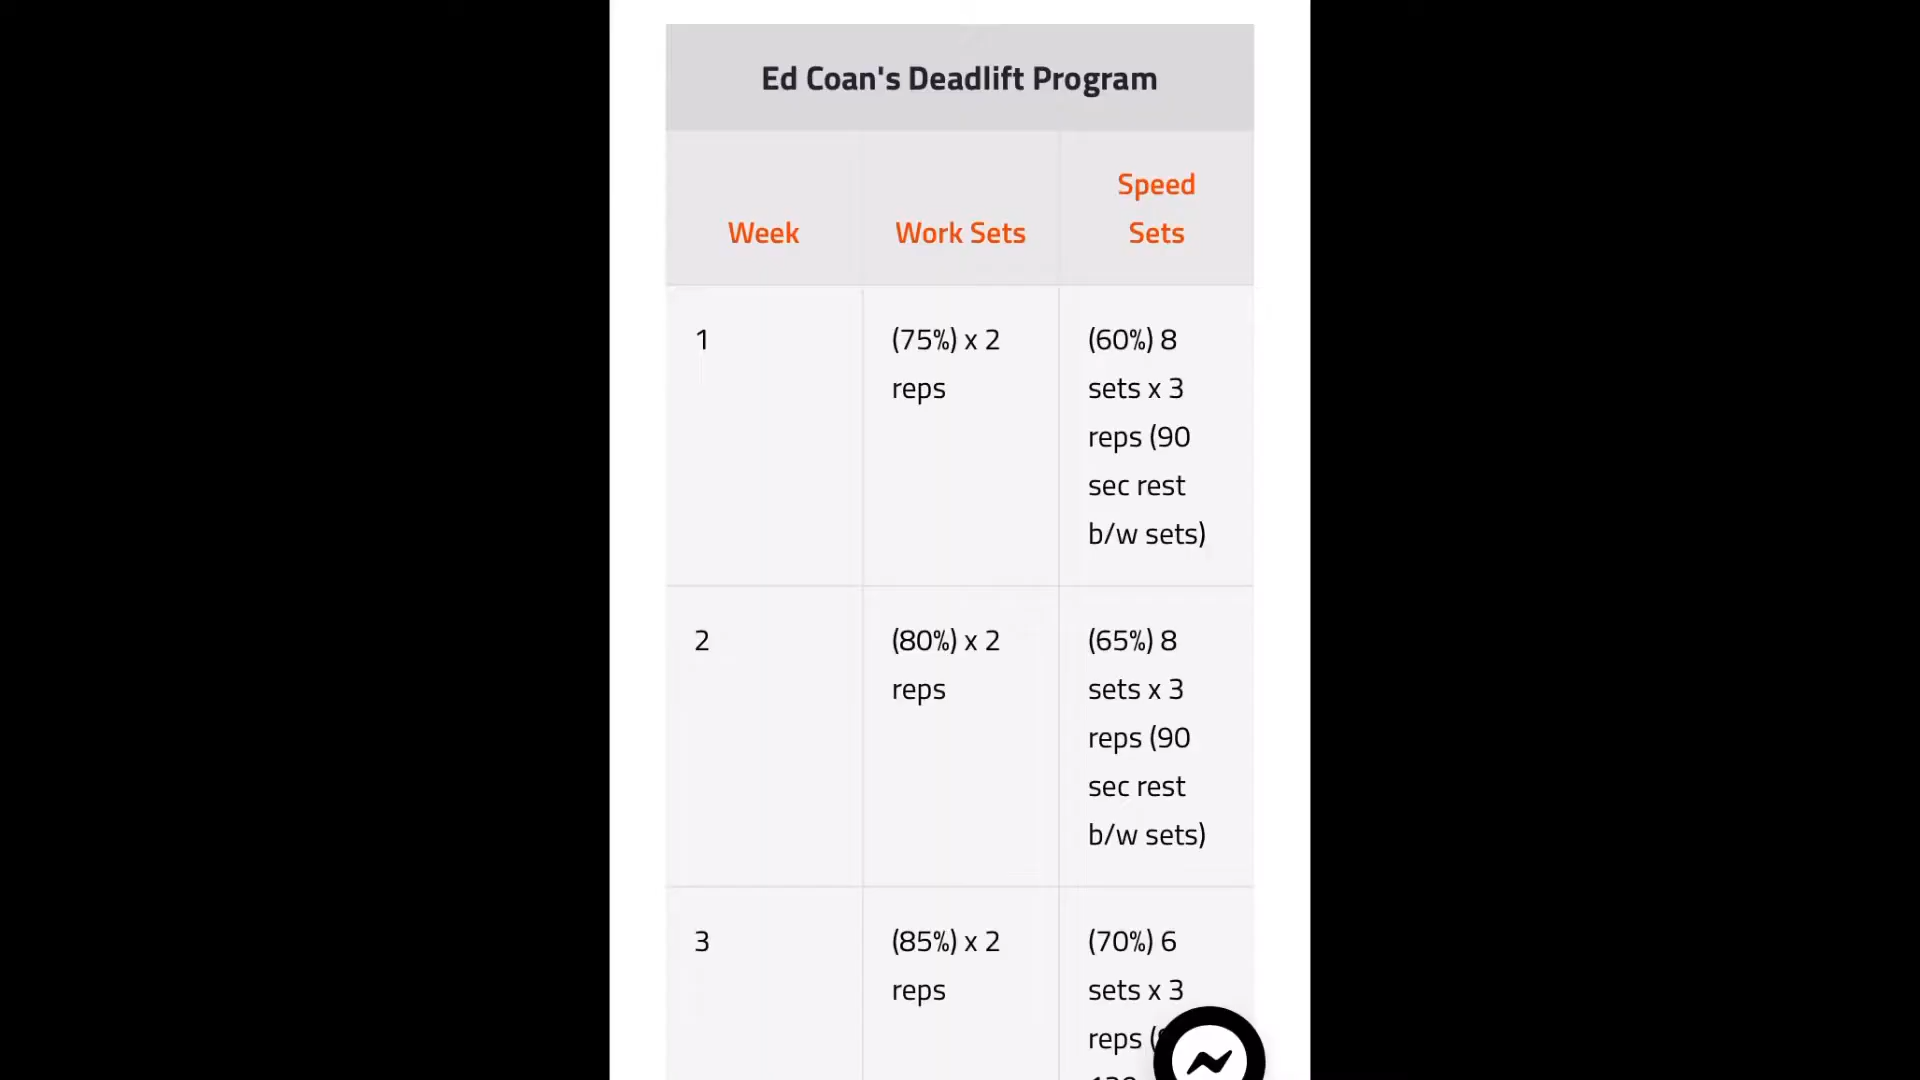 Ed Coan's Deadlift Program
Week
Work Sets
Speed
Sets
1
(75%) x 2
reps
(60%) 8
sets x 3
reps (90
sec rest
b/w sets)
2
(80%) x 2
reps
(65%) 8
sets x 3
reps (90
sec rest
b/w sets)
3
(85%) x 2
reps
(70%) 6
sets x 3
reps (